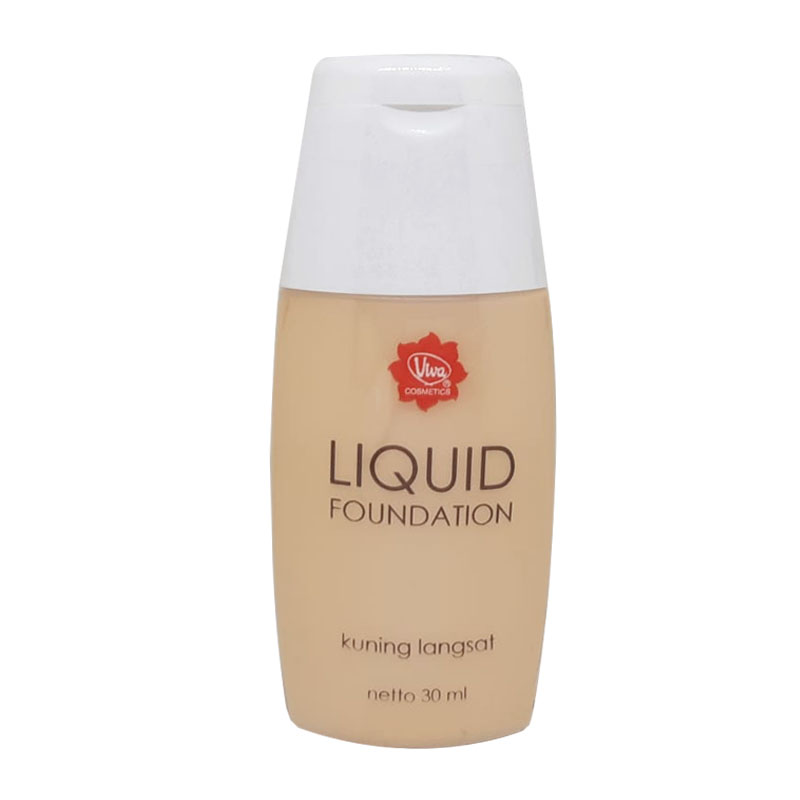 Viva®
COSMETICS
LIQUID
FOUNDATION
kuning langsat
netto 30 ml